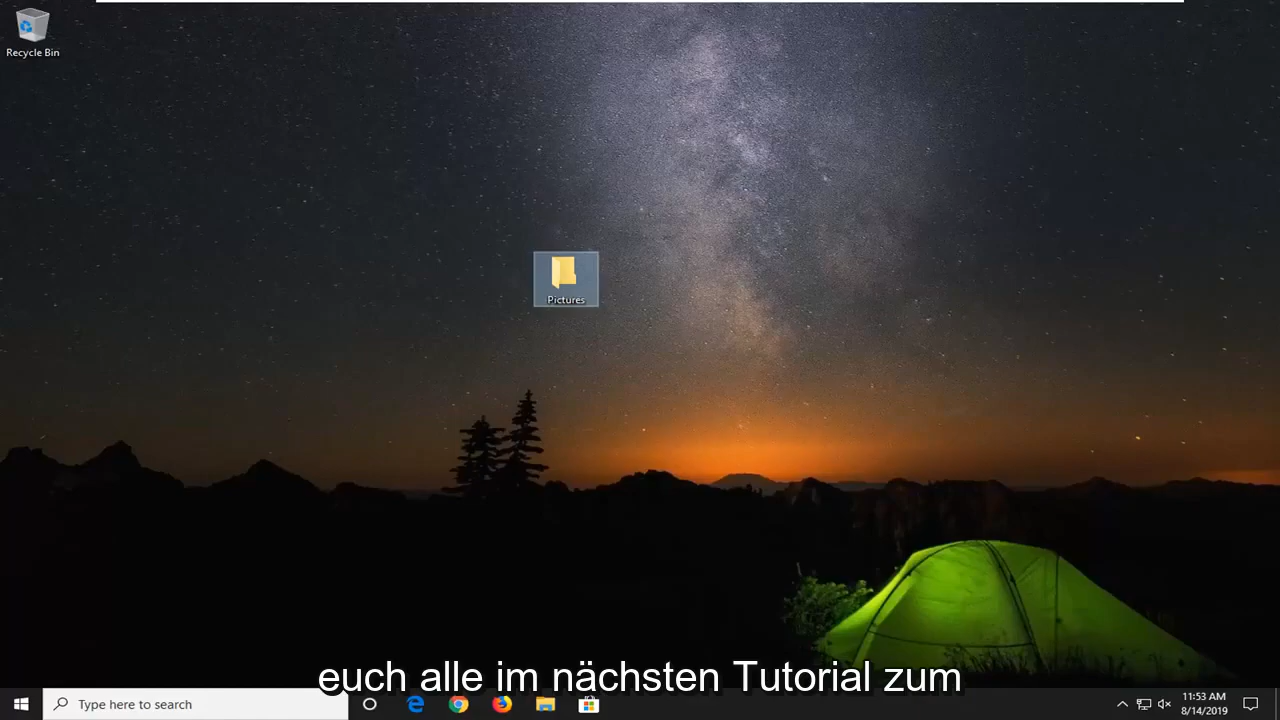 Recycle Bin
Pictures
euch alle im nächsten Tutorial zum
Type here to search
11:53 AM
8/14/2019